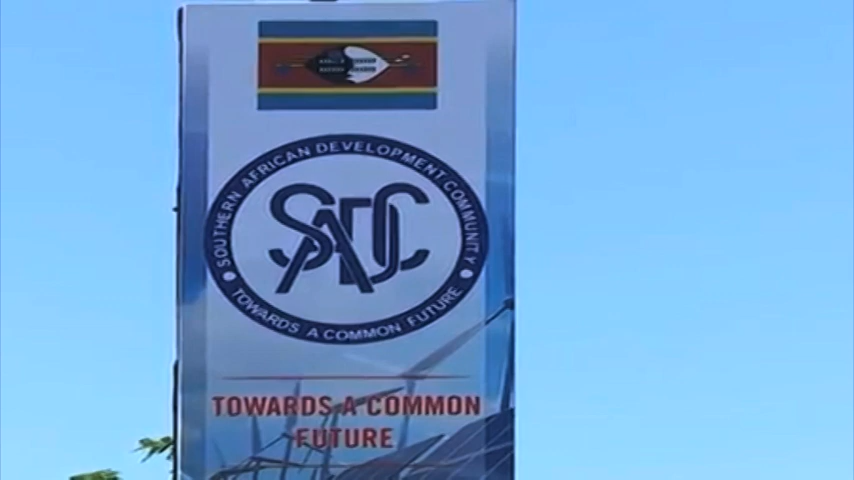 SOUTHERN AFRICAN DEVELOPMENT COMMUNITY
SADC
TOWARDS A COMMON FUTURE
TOWARDS A COMMON
FUTURE